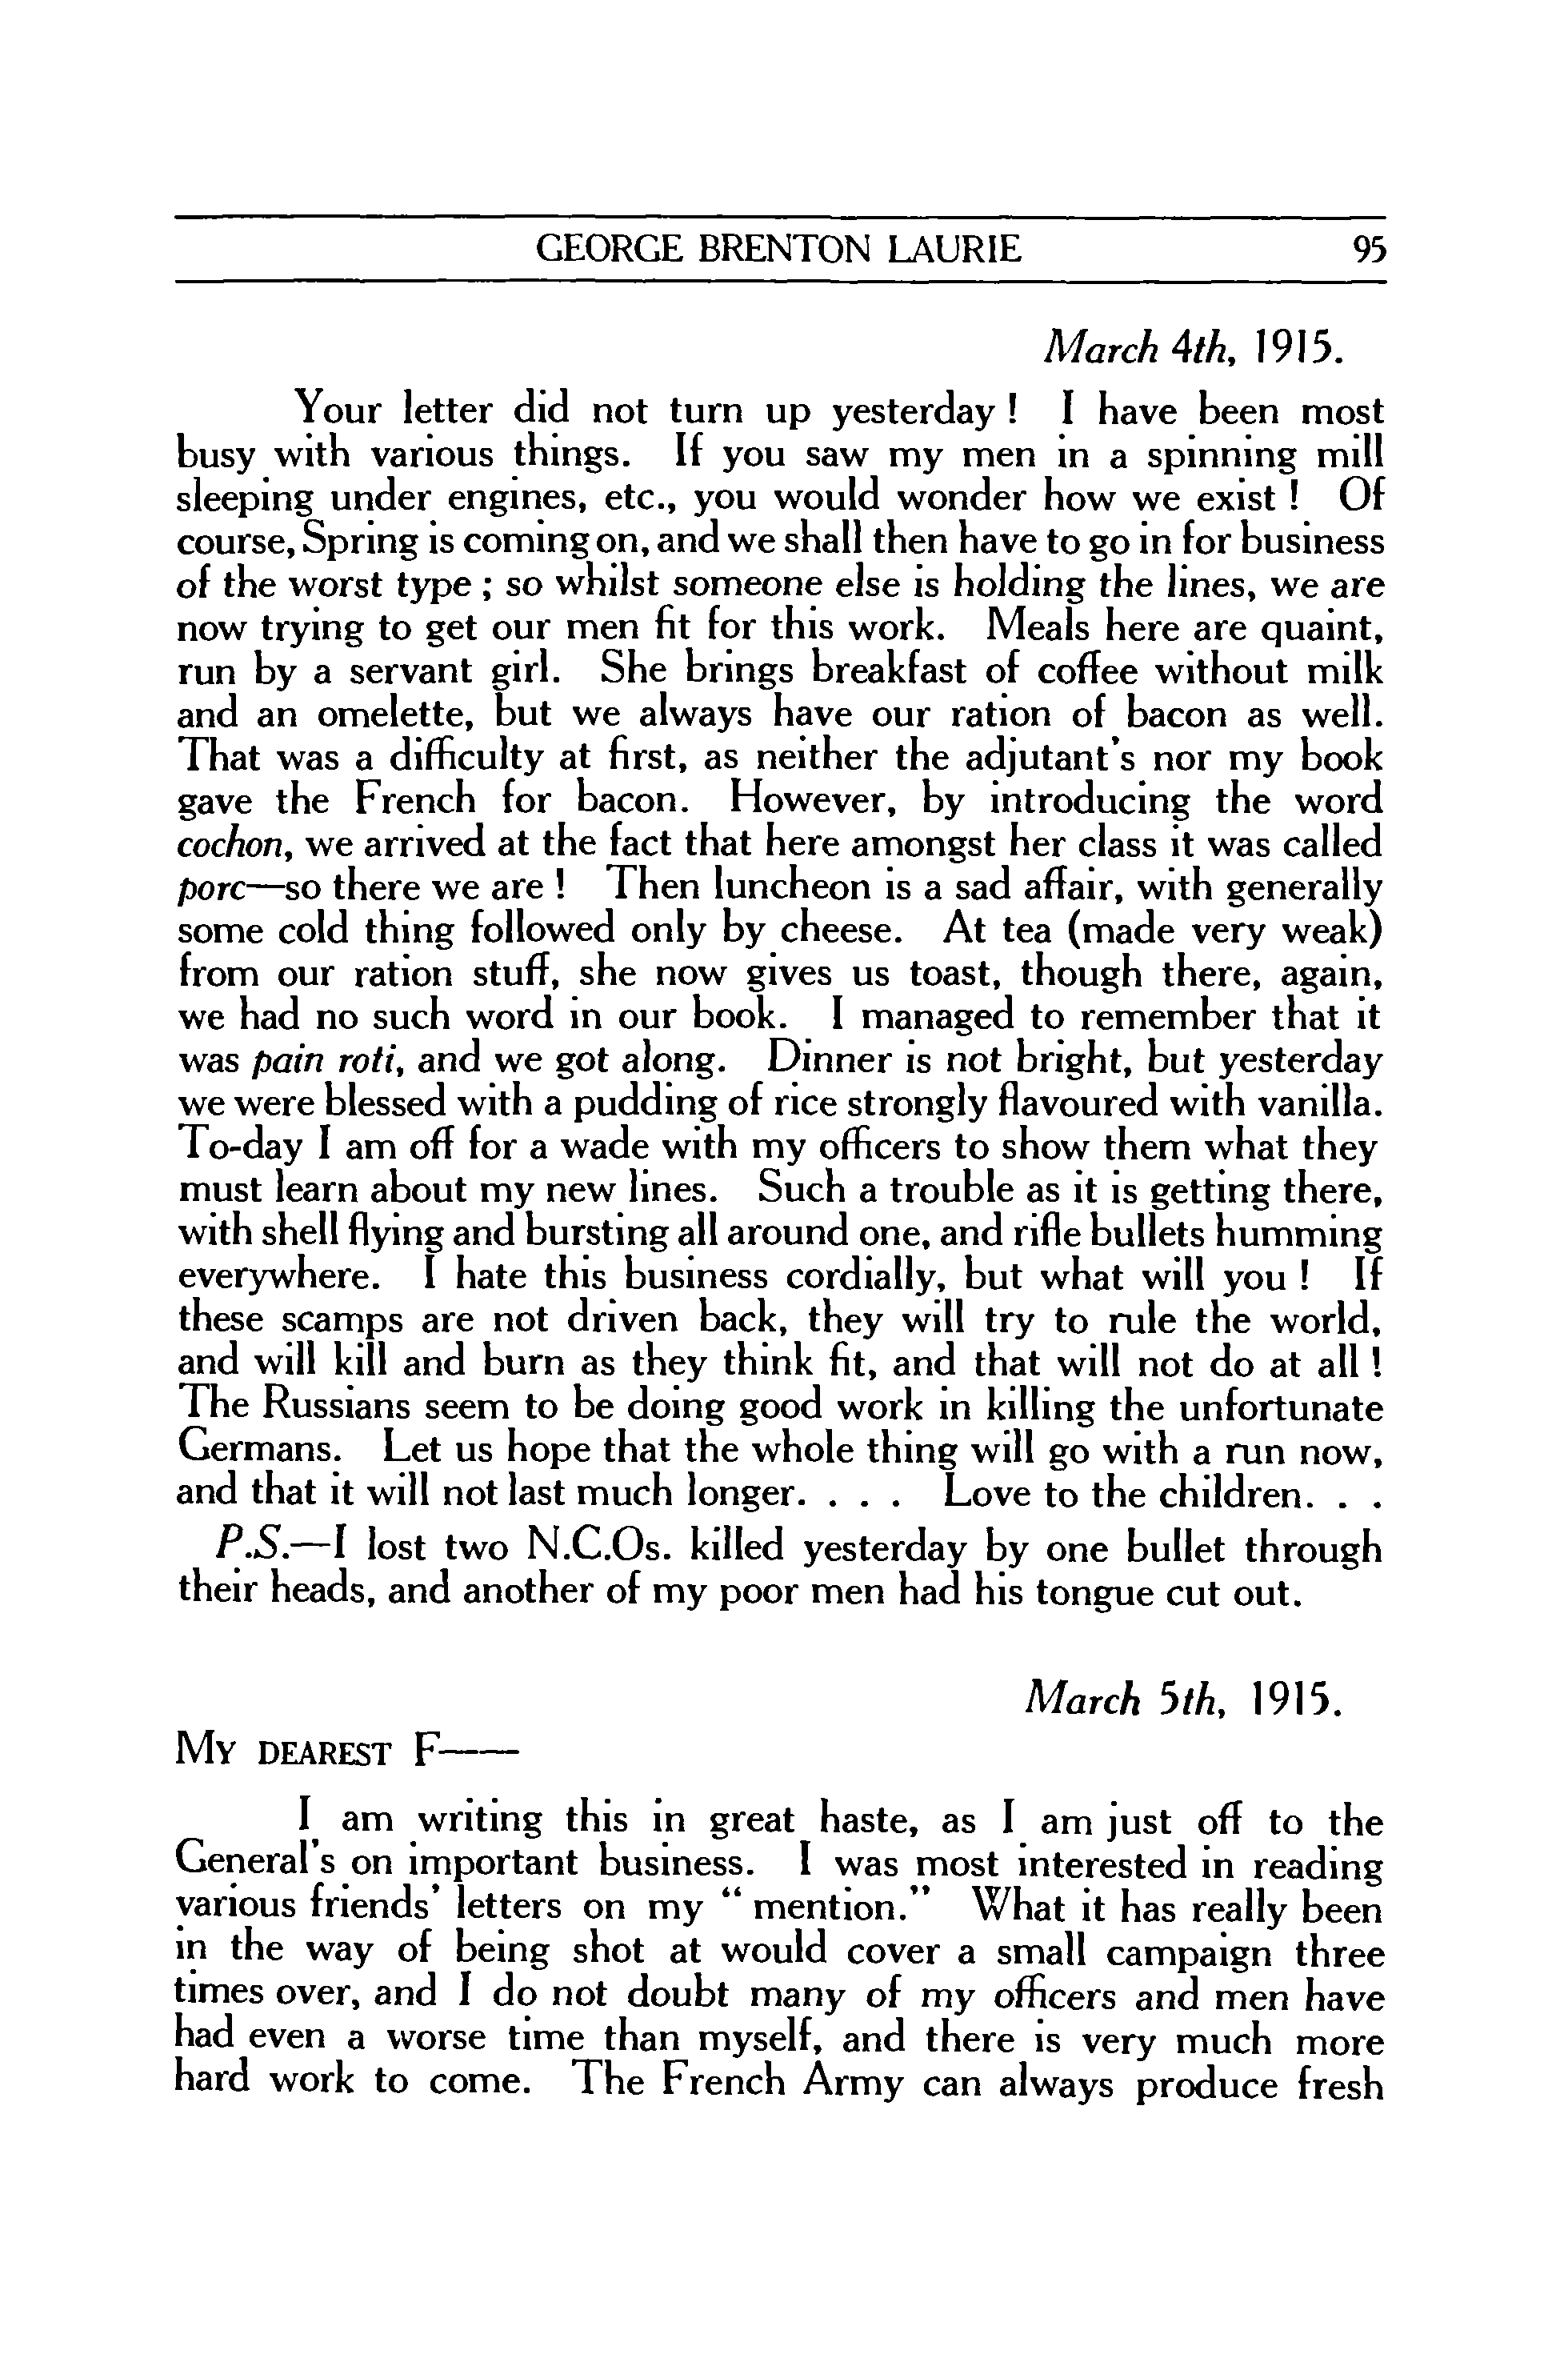 GEORGE BRENTON LAURIE 95
March 4th, 1915.
Your letter did not turn up yesterday! I have been most
busy with various things. If you saw my men in a spinning mill
sleeping under engines, etc., you would wonder how we exist! Of
course, Spring is coming on, and we shall then have to go in for business
of the worst type; so whilst someone else is holding the lines, we are
now trying to get our men fit for this work. Meals here are quaint,
run by a servant girl. She brings breakfast of coffee without milk
and an omelette, but we always have our ration of bacon as well.
That was a difficulty at first, as neither the adjutant's nor my book
gave the French for bacon. However, by introducing the word
cochon, we arrived at the fact that here amongst her class it was called
porc—so there we are! Then luncheon is a sad affair, with generally
some cold thing followed only by cheese. At tea (made very weak)
from our ration stuff, she now gives us toast, though there, again,
we had no such word in our book. I managed to remember that it
was pain roti, and we got along. Dinner is not bright, but yesterday
we were blessed with a pudding of rice strongly flavoured with vanilla.
To-day I am off for a wade with my officers to show them what they
must learn about my new lines. Such a trouble as it is getting there,
with shell flying and bursting all around one, and rifle bullets humming
everywhere. I hate this business cordially, but what will you! If
these scamps are not driven back, they will try to rule the world,
and will kill and burn as they think fit, and that will not do at all!
The Russians seem to be doing good work in killing the unfortunate
Germans. Let us hope that the whole thing will go with a run now,
and that it will not last much longer. . . . Love to the children. . .
P.S.—I lost two N.C.Os. killed yesterday by one bullet through
their heads, and another of my poor men had his tongue cut out.
March 5th, 1915.
MY DEAREST F——
I am writing this in great haste, as I am just off to the
General's on important business. I was most interested in reading
various friends' letters on my "mention." What it has really been
in the way of being shot at would cover a small campaign three
times over, and I do not doubt many of my officers and men have
had even a worse time than myself, and there is very much more
hard work to come. The French Army can always produce fresh